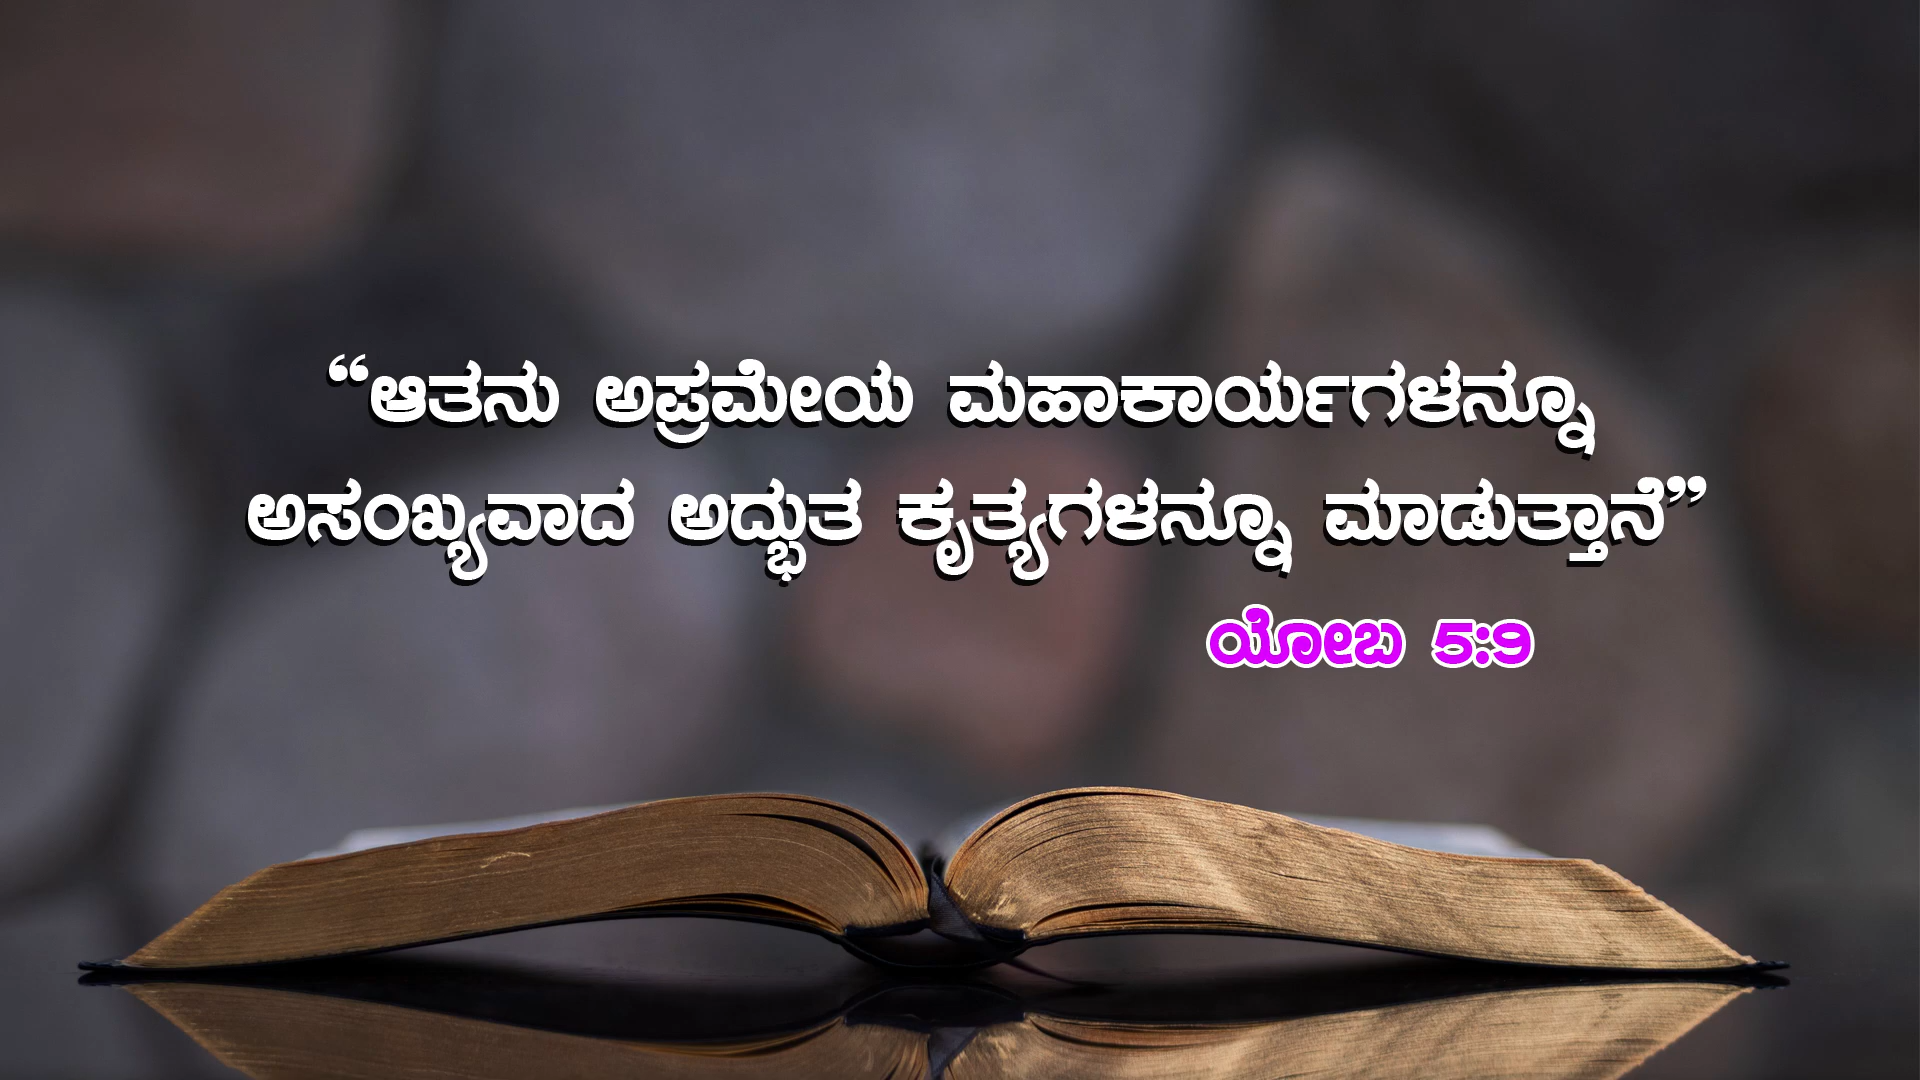 “ಆತನು ಅಪ್ರಮೇಯ ಮಹಾಕಾರ್ಯಗಳನ್ನೂ
ಅಸಂಖ್ಯವಾದ ಅದ್ಭುತ ಕೃತ್ಯಗಳನ್ನೂ ಮಾಡುತ್ತಾನೆ”
ಯೋಬ 5:9